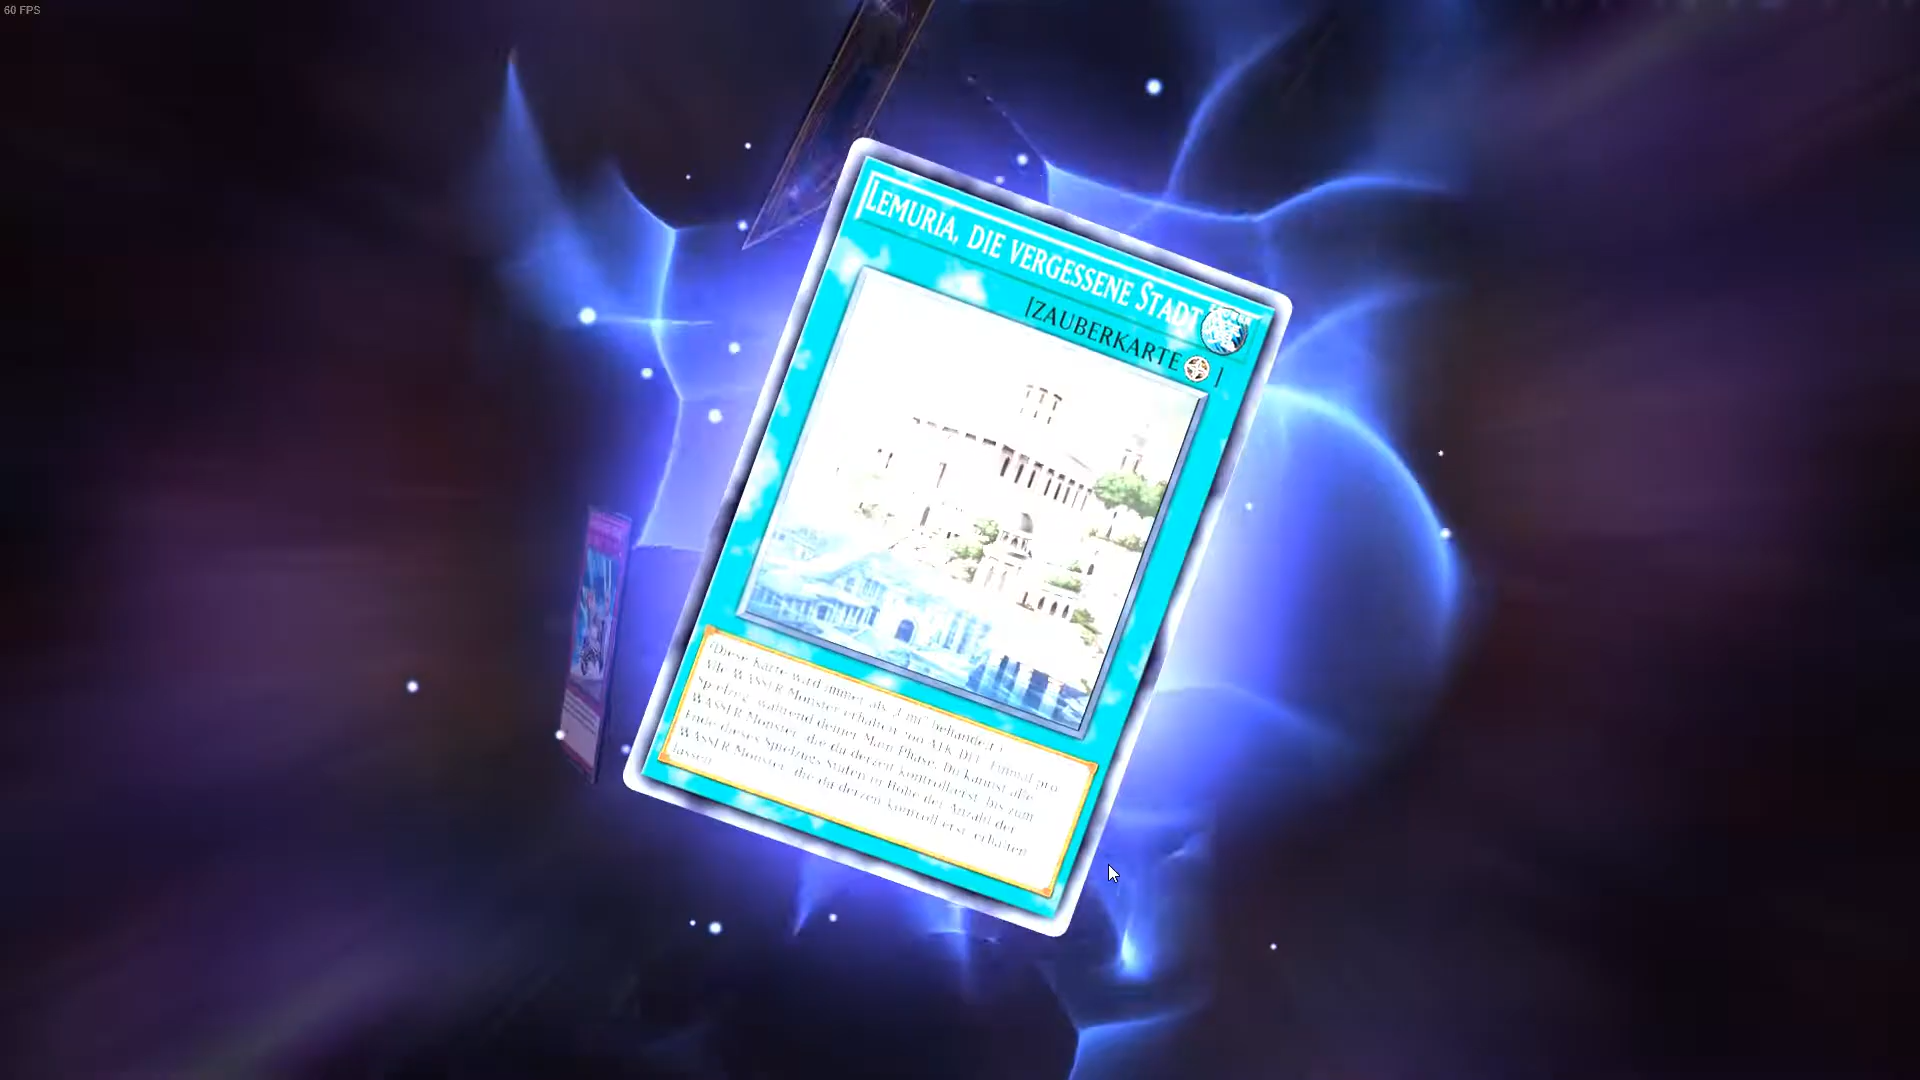 60 FPS
LEMURIA, DIE VERGESSENE STADT
[ZAUBERKARTE ]
(Diese Karte wird immer als „Umi“ behandelt.)
Alle WASSER Monster erhalten 200 ATK/DEF. Einmal pro
Spielzug, während deiner Main Phase: Du kannst alle
WASSER Monster, die du derzeit kontrollierst, bis zum
Ende dieses Spielzugs Stufen in Höhe der Anzahl der
WASSER Monster, die du derzeit kontrollierst, erhalten
lassen.